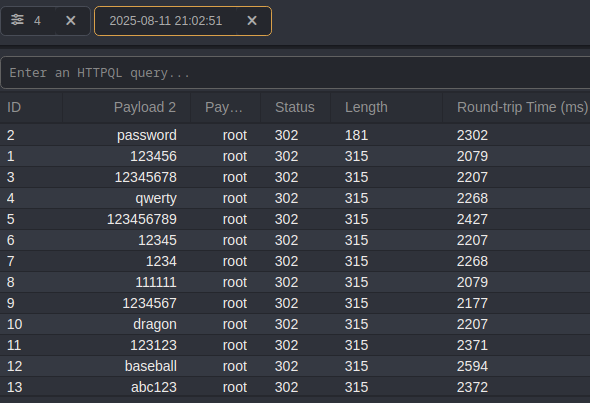 4 × 2025-08-11 21:02:51 ×
Enter an HTTPQL query...
ID Payload 2 Pay… Status Length Round-trip Time (ms)
2 password root 302 181 2302
1 123456 root 302 315 2079
3 12345678 root 302 315 2207
4 qwerty root 302 315 2268
5 123456789 root 302 315 2427
6 12345 root 302 315 2207
7 1234 root 302 315 2268
8 111111 root 302 315 2079
9 1234567 root 302 315 2177
10 dragon root 302 315 2207
11 123123 root 302 315 2371
12 baseball root 302 315 2594
13 abc123 root 302 315 2372